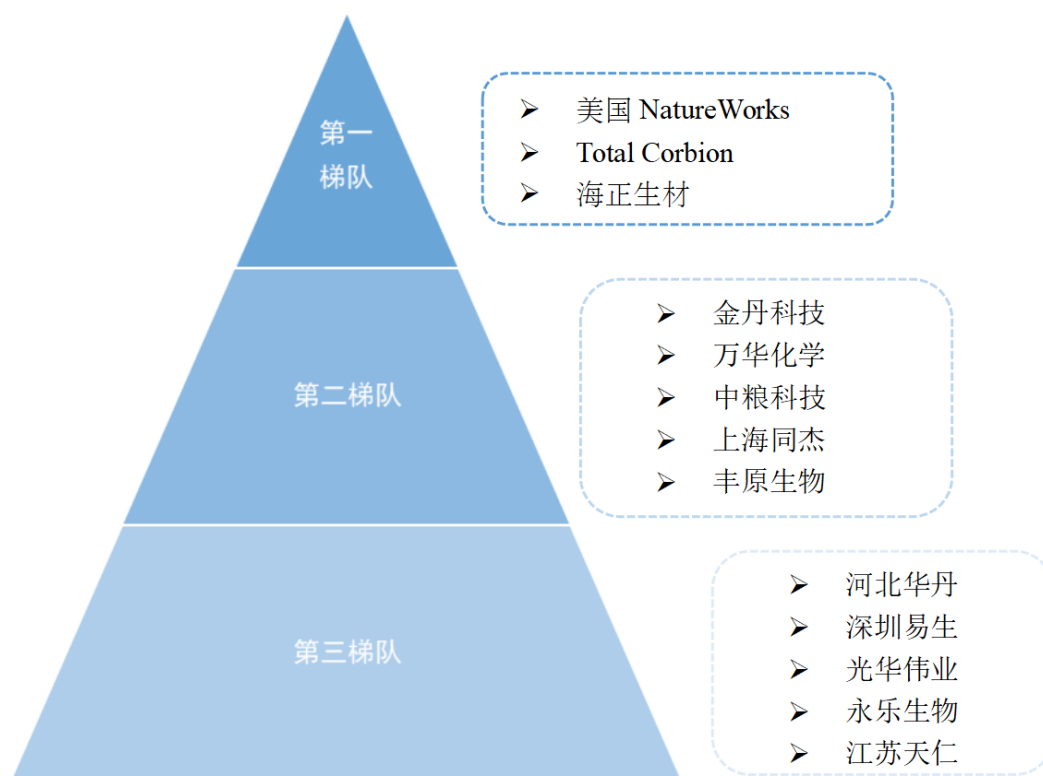 第一
梯队
➢ 美国 NatureWorks
➢ Total Corbion
➢ 海正生材
第二梯队
➢ 金丹科技
➢ 万华化学
➢ 中粮科技
➢ 上海同杰
➢ 丰原生物
第三梯队
➢ 河北华丹
➢ 深圳易生
➢ 光华伟业
➢ 永乐生物
➢ 江苏天仁